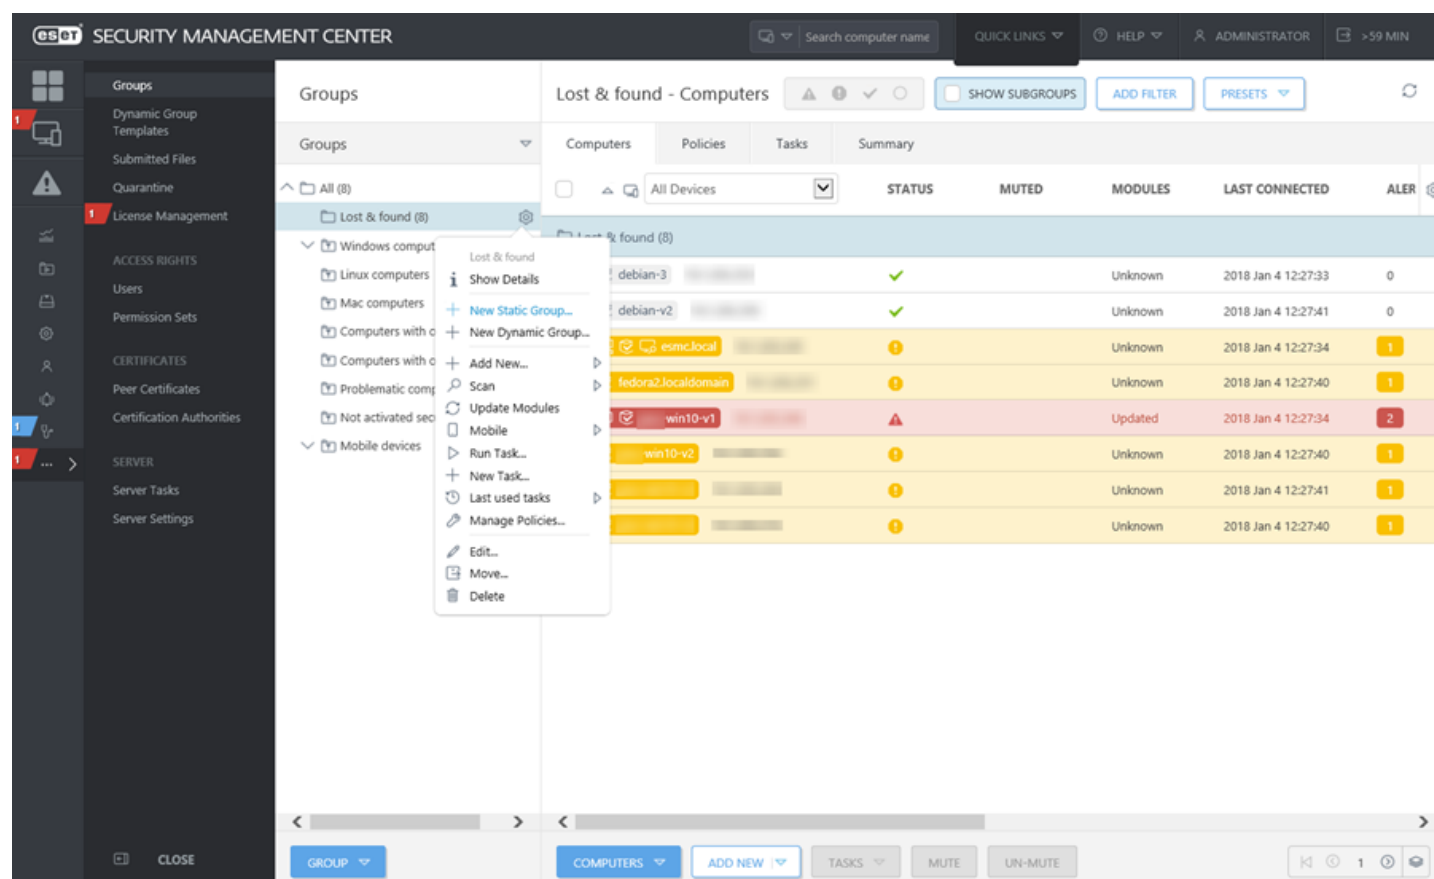 eseT SECURITY MANAGEMENT CENTER
Search computer name
QUICK LINKS
HELP
ADMINISTRATOR
>59 MIN
1
1
1
1
Groups
Dynamic Group
Templates
Submitted Files
Quarantine
License Management
ACCESS RIGHTS
Users
Permission Sets
CERTIFICATES
Peer Certificates
Certification Authorities
SERVER
Server Tasks
Server Settings
CLOSE
Groups
Groups
All (8)
Lost & found (8)
Windows comput
Linux computers
Mac computers
Computers with
Computers with
Problematic comp
Not activated sec
Mobile devices
GROUP
Lost & found
Show Details
New Static Group...
New Dynamic Group...
Add New...
Scan
Update Modules
Mobile
Run Task...
New Task...
Last used tasks
Manage Policies...
Edit...
Move...
Delete
Lost & found - Computers
SHOW SUBGROUPS
ADD FILTER
PRESETS
Computers Policies Tasks Summary
All Devices STATUS MUTED MODULES LAST CONNECTED ALER
& found (8)
debian-3 Unknown 2018 Jan 4 12:27:33 0
debian-v2 Unknown 2018 Jan 4 12:27:41 0
esmc.local Unknown 2018 Jan 4 12:27:34 1
fedora2.localdomain Unknown 2018 Jan 4 12:27:40 1
win10-v1 Updated 2018 Jan 4 12:27:34 2
win10-v2 Unknown 2018 Jan 4 12:27:40 1
Unknown 2018 Jan 4 12:27:41 1
Unknown 2018 Jan 4 12:27:40 1
COMPUTERS
ADD NEW
TASKS
MUTE
UN-MUTE
1